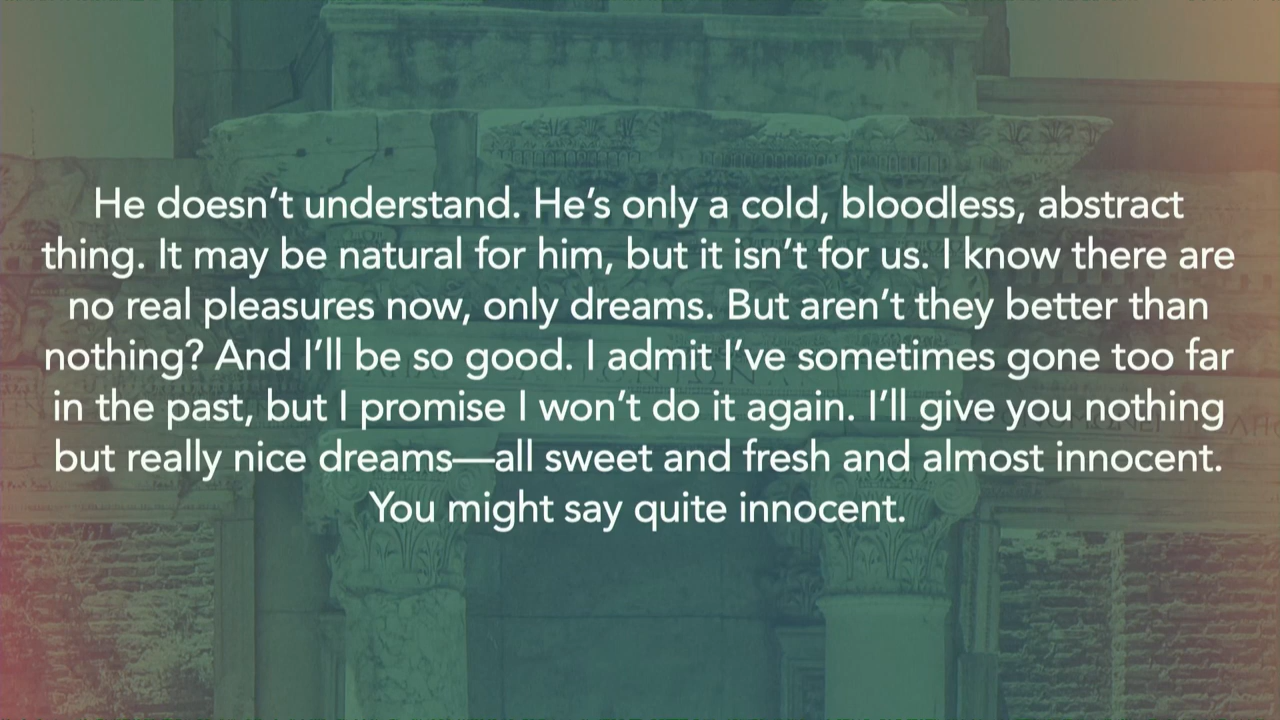 He doesn’t understand. He’s only a cold, bloodless, abstract
thing. It may be natural for him, but it isn’t for us. I know there are
no real pleasures now, only dreams. But aren’t they better than
nothing? And I’ll be so good. I admit I’ve sometimes gone too far
in the past, but I promise I won’t do it again. I’ll give you nothing
but really nice dreams—all sweet and fresh and almost innocent.
You might say quite innocent.